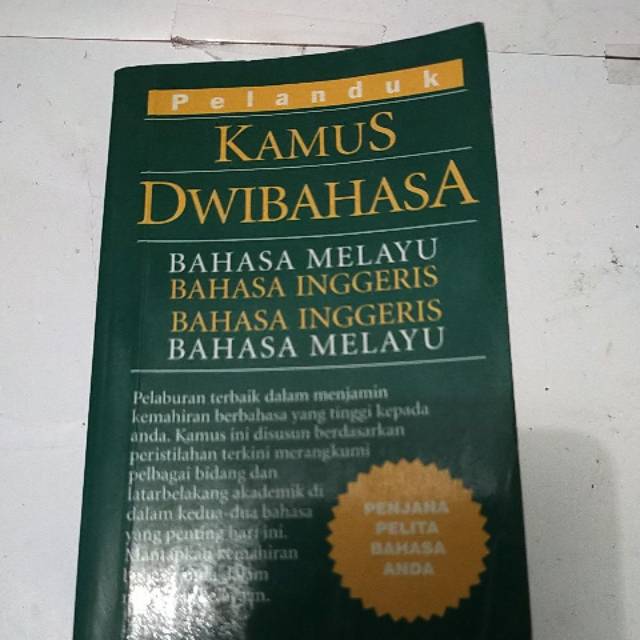 Pelanduk
KAMUS
DWIBAHASA
BAHASA MELAYU
BAHASA INGGERIS
BAHASA INGGERIS
BAHASA MELAYU
Pelaburan terbaik dalam menjamin
kemahiran berbahasa yang tinggi kepada
anda. Kamus ini disusun berdasarkan
peristilahan terkini merangkumi
pelbagai bidang dan
latarbelakang akademik di
dalam kedua-dua bahasa
yang penting hari ini.
Mantapkan kemahiran
PENJANA
PELITA
BAHASA
ANDA